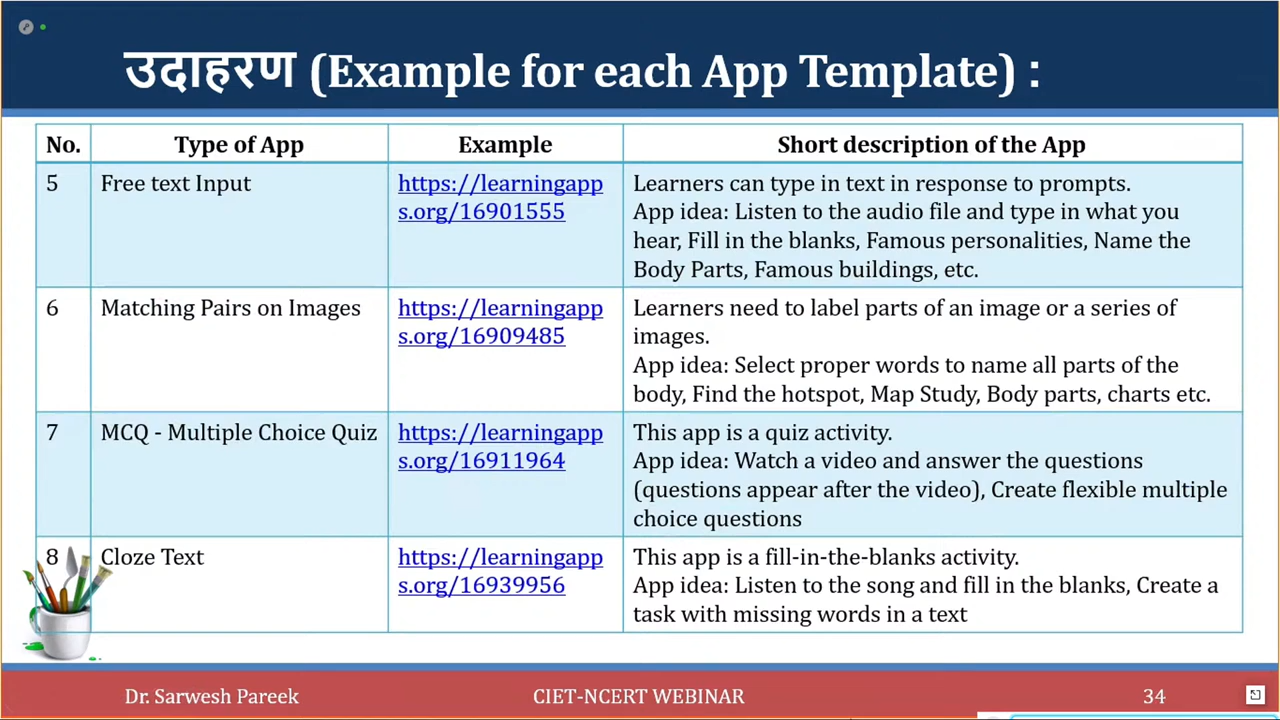 उदाहरण (Example for each App Template) :
No. Type of App Example Short description of the App
5 Free text Input https://learningapp Learners can type in text in response to prompts.
s.org/16901555 App idea: Listen to the audio file and type in what you
hear, Fill in the blanks, Famous personalities, Name the
Body Parts, Famous buildings, etc.
6 Matching Pairs on Images https://learningapp Learners need to label parts of an image or a series of
s.org/16909485 images.
App idea: Select proper words to name all parts of the
body, Find the hotspot, Map Study, Body parts, charts etc.
7 MCQ - Multiple Choice Quiz https://learningapp This app is a quiz activity.
s.org/16911964 App idea: Watch a video and answer the questions
(questions appear after the video), Create flexible multiple
choice questions
8 Cloze Text https://learningapp This app is a fill-in-the-blanks activity.
s.org/16939956 App idea: Listen to the song and fill in the blanks, Create a
task with missing words in a text
Dr. Sarwesh Pareek CIET-NCERT WEBINAR 34